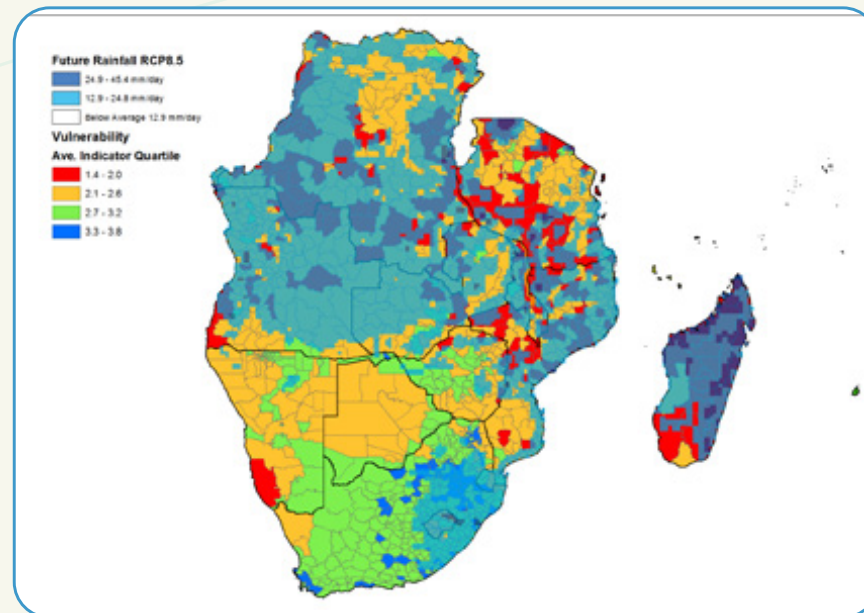 Future Rainfall RCP8.5
24.9 - 45.4 mm/day
12.9 - 24.8 mm/day
Below Average 12.9 mm/day
Vulnerability
Ave. Indicator Quartile
1.4 - 2.0
2.1 - 2.6
2.7 - 3.2
3.3 - 3.8